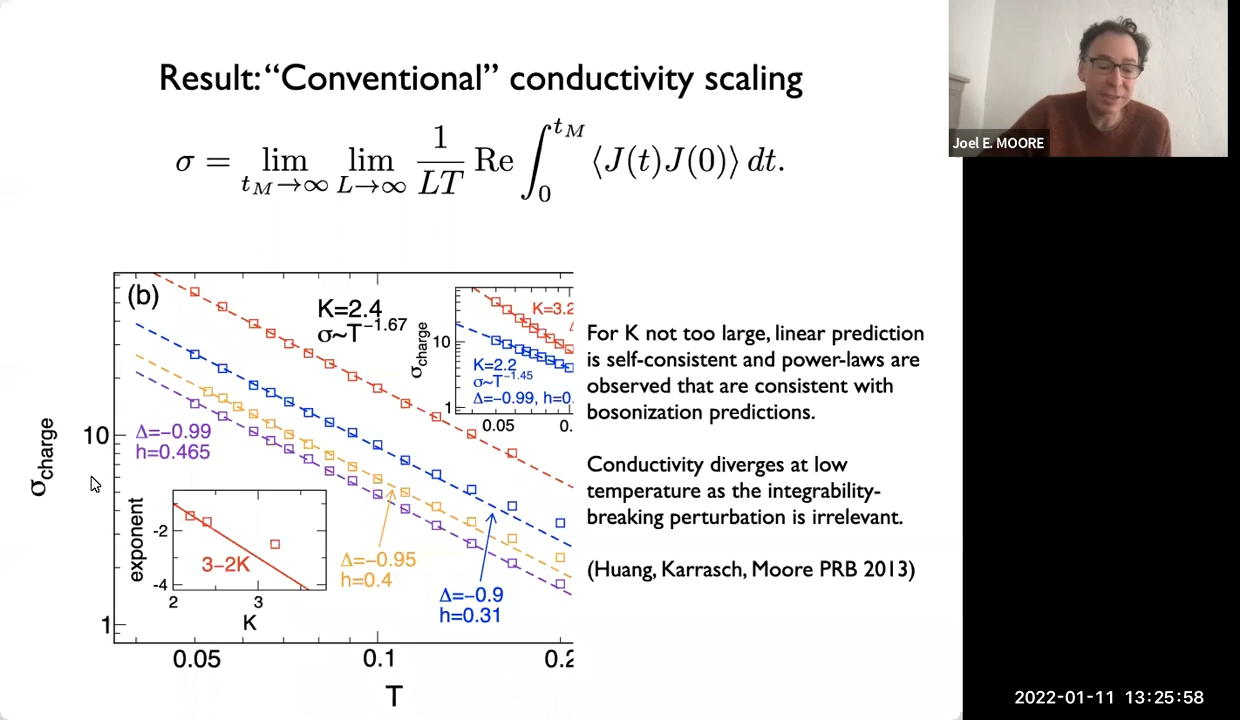 Result: “Conventional” conductivity scaling
σ = lim_{t_M→∞} lim_{L→∞} 1/(LT) Re ∫_0^{t_M} ⟨J(t)J(0)⟩ dt.
Joel E. MOORE
(b)
K=2.4
σ~T^{−1.67}
K=3.2
σ_charge
10
K=2.2
σ~T^{−1.45}
Δ=−0.99, h=0.
1
0.05
0.
σ_charge
10
1
Δ=−0.99
h=0.465
exponent
-2
-4
3−2K
2
3
K
Δ=−0.95
h=0.4
Δ=−0.9
h=0.31
0.05
0.1
0.2
T
For K not too large, linear prediction
is self-consistent and power-laws are
observed that are consistent with
bosonization predictions.
Conductivity diverges at low
temperature as the integrability-
breaking perturbation is irrelevant.
(Huang, Karrasch, Moore PRB 2013)
2022-01-11 13:25:58